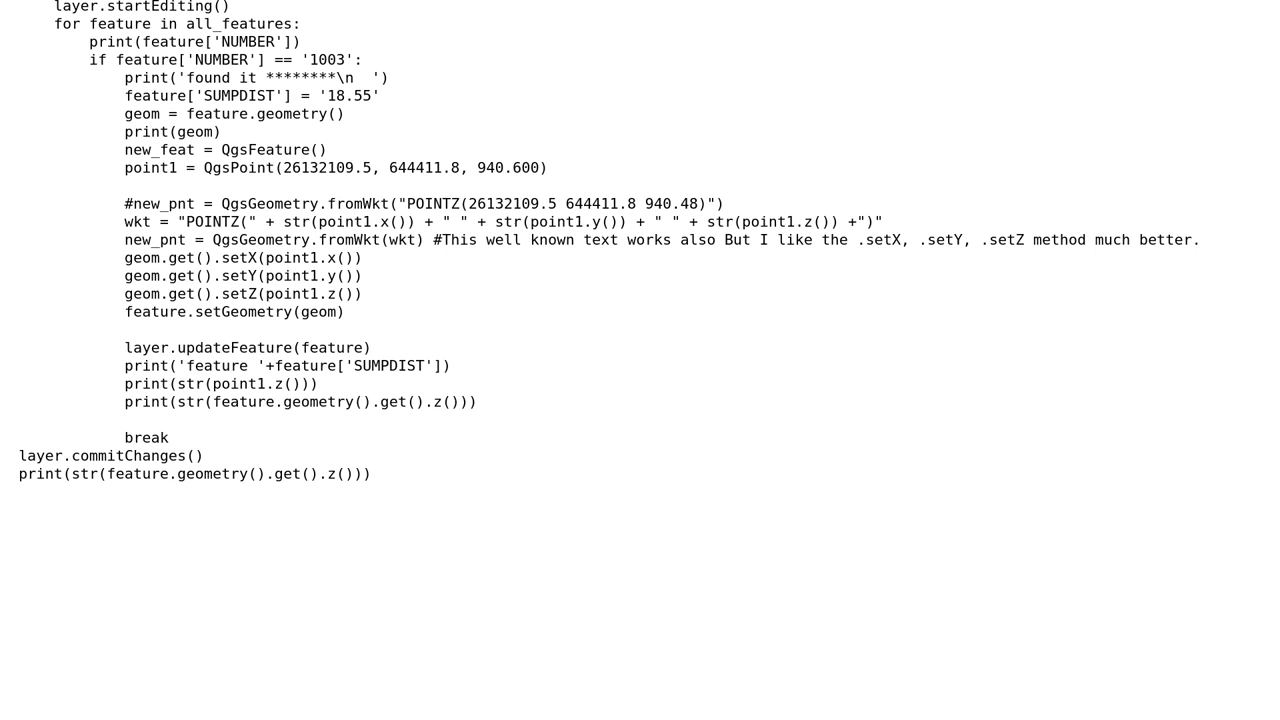 layer.startEditing()
    for feature in all_features:
        print(feature['NUMBER'])
        if feature['NUMBER'] == '1003':
            print('found it ********\n  ')
            feature['SUMPDIST'] = '18.55'
            geom = feature.geometry()
            print(geom)
            new_feat = QgsFeature()
            point1 = QgsPoint(26132109.5, 644411.8, 940.600)

            #new_pnt = QgsGeometry.fromWkt("POINTZ(26132109.5 644411.8 940.48)")
            wkt = "POINTZ(" + str(point1.x()) + " " + str(point1.y()) + " " + str(point1.z()) +")"
            new_pnt = QgsGeometry.fromWkt(wkt) #This well known text works also But I like the .setX, .setY, .setZ method much better.
            geom.get().setX(point1.x())
            geom.get().setY(point1.y())
            geom.get().setZ(point1.z())
            feature.setGeometry(geom)

            layer.updateFeature(feature)
            print('feature '+feature['SUMPDIST'])
            print(str(point1.z()))
            print(str(feature.geometry().get().z()))

            break
layer.commitChanges()
print(str(feature.geometry().get().z()))